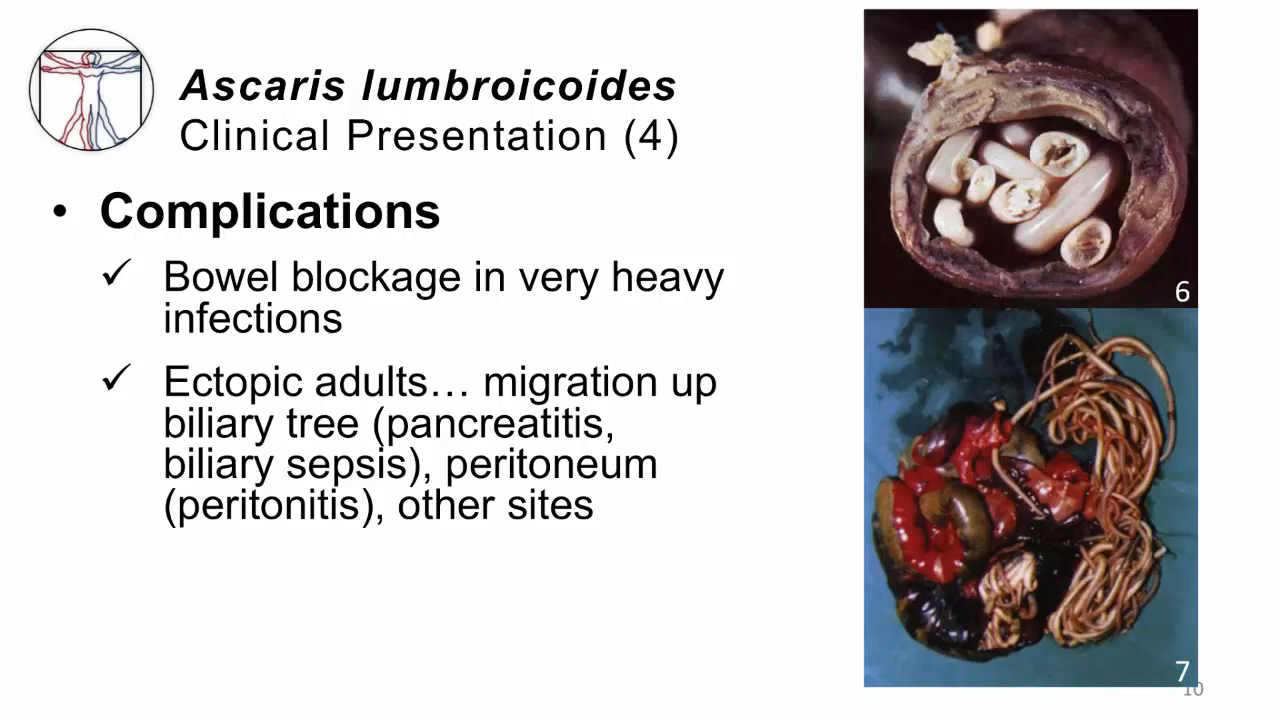 Ascaris lumbroicoides
Clinical Presentation (4)
• Complications
✓ Bowel blockage in very heavy
infections
✓ Ectopic adults… migration up
biliary tree (pancreatitis,
biliary sepsis), peritoneum
(peritonitis), other sites
6
7
10